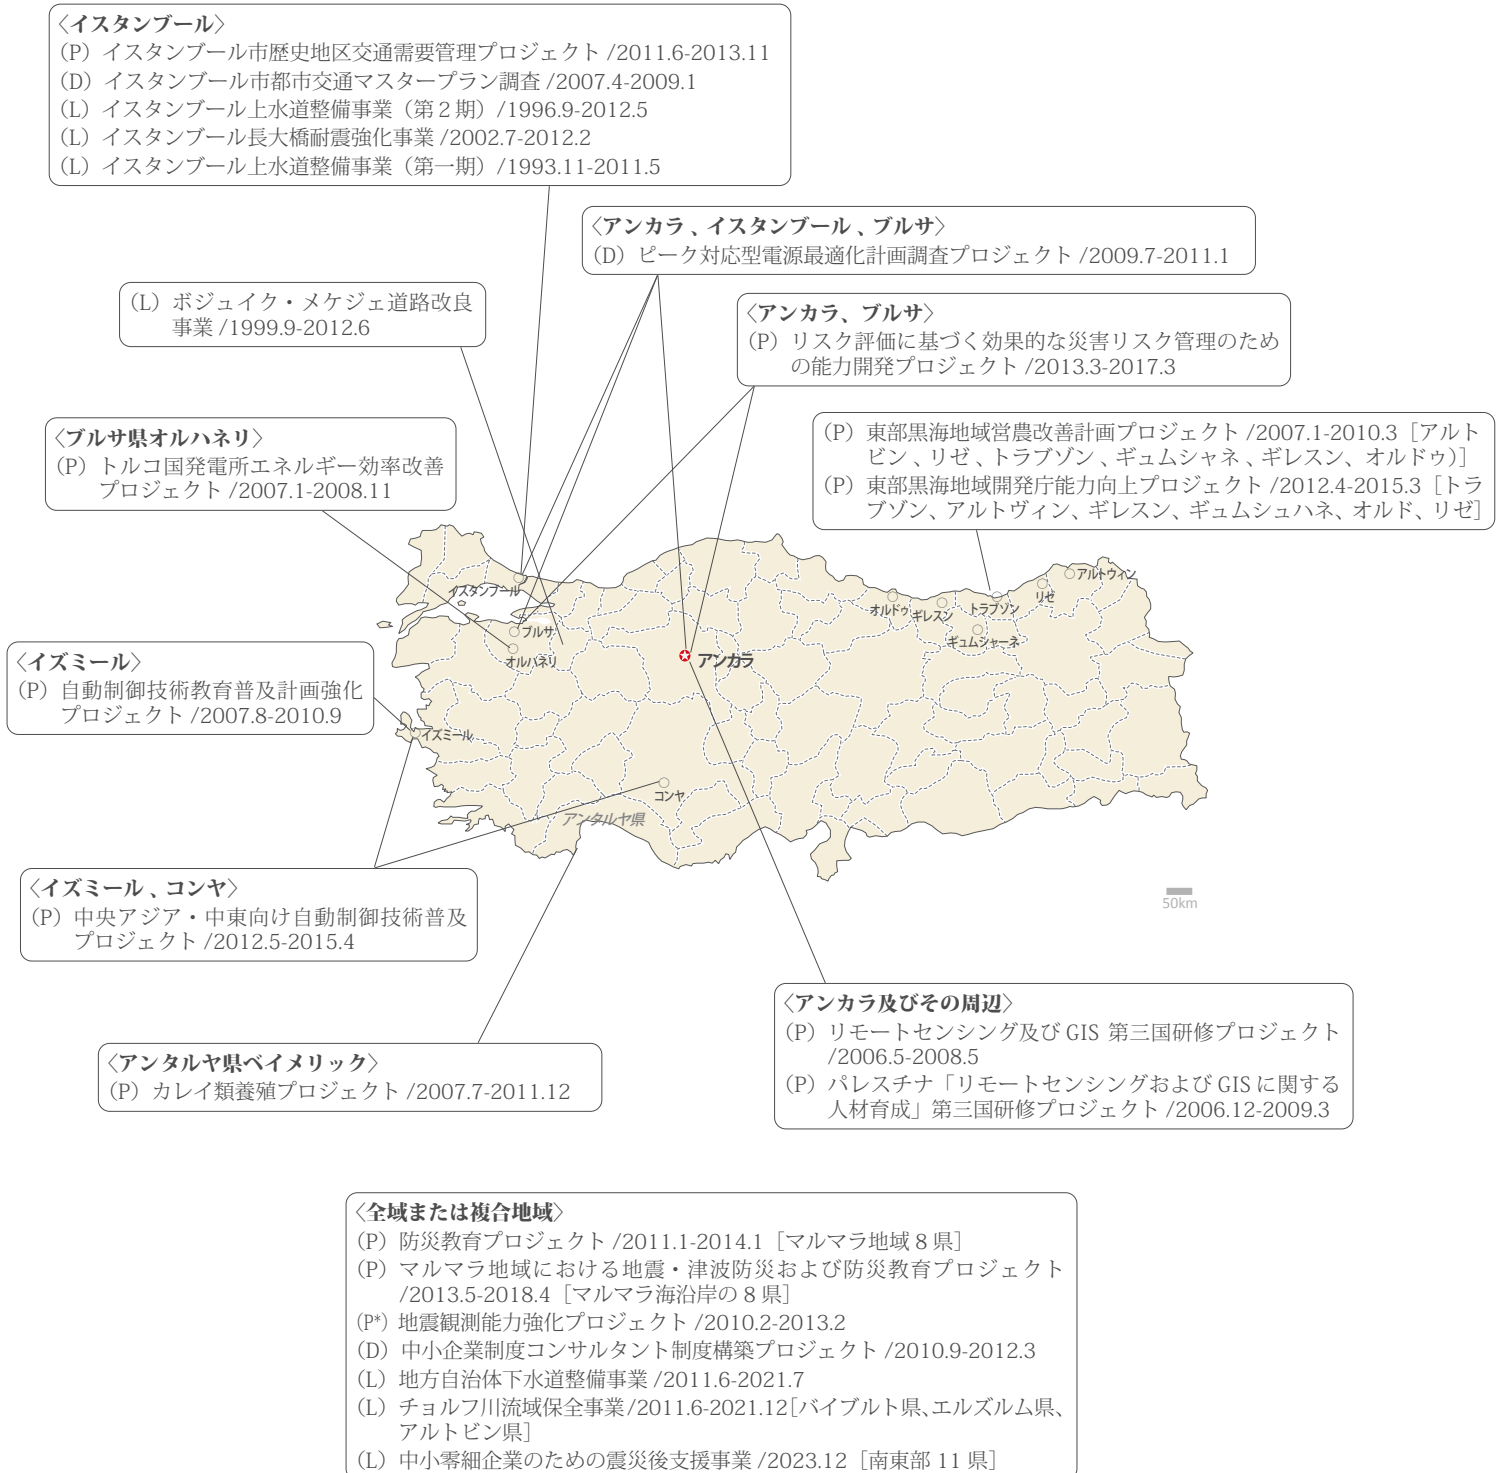 〈イスタンブール〉
（P）イスタンブール市歴史地区交通需要管理プロジェクト /2011.6-2013.11
（D）イスタンブール市都市交通マスタープラン調査 /2007.4-2009.1
（L）イスタンブール上水道整備事業（第 2 期）/1996.9-2012.5
（L）イスタンブール長大橋耐震強化事業 /2002.7-2012.2
（L）イスタンブール上水道整備事業（第一期）/1993.11-2011.5
〈アンカラ 、イスタンブール 、ブルサ〉
（D）ピーク対応型電源最適化計画調査プロジェクト /2009.7-2011.1
（L）ボジュイク・メケジェ道路改良
事業 /1999.9-2012.6
〈アンカラ、ブルサ〉
（P）リスク評価に基づく効果的な災害リスク管理のため
の能力開発プロジェクト /2013.3-2017.3
〈ブルサ県オルハネリ〉
（P）トルコ国発電所エネルギー効率改善
プロジェクト /2007.1-2008.11
（P）東部黒海地域営農改善計画プロジェクト /2007.1-2010.3［アルト
ビン 、リゼ 、トラブゾン 、ギュムシャネ 、ギレスン、オルドゥ)］
（P）東部黒海地域開発庁能力向上プロジェクト /2012.4-2015.3［トラ
ブゾン、アルトヴィン、ギレスン、ギュムシュハネ、オルド、リゼ］
アルトウィン
イスタンブール
リゼ
オルドゥ
ギレスン
トラブゾン
ブルサ
ギュムシャーネ
オルハネリ
アンカラ
〈イズミール〉
（P）自動制御技術教育普及計画強化
プロジェクト /2007.8-2010.9
イズミール
コンヤ
アンタルヤ県
〈イズミール 、コンヤ〉
（P）中央アジア・中東向け自動制御技術普及
プロジェクト /2012.5-2015.4
50km
〈アンカラ及びその周辺〉
（P）リモートセンシング及び GIS 第三国研修プロジェクト
/2006.5-2008.5
（P）パレスチナ「リモートセンシングおよび GIS に関する
人材育成」第三国研修プロジェクト /2006.12-2009.3
〈アンタルヤ県ベイメリック〉
（P）カレイ類養殖プロジェクト /2007.7-2011.12
〈全域または複合地域〉
（P）防災教育プロジェクト /2011.1-2014.1［マルマラ地域 8 県］
（P）マルマラ地域における地震・津波防災および防災教育プロジェクト
/2013.5-2018.4［マルマラ海沿岸の 8 県］
（P*）地震観測能力強化プロジェクト /2010.2-2013.2
（D）中小企業制度コンサルタント制度構築プロジェクト /2010.9-2012.3
（L）地方自治体下水道整備事業 /2011.6-2021.7
（L）チョルフ川流域保全事業/2011.6-2021.12［バイブルト県、エルズルム県、
アルトビン県］
（L）中小零細企業のための震災後支援事業 /2023.12［南東部 11 県］